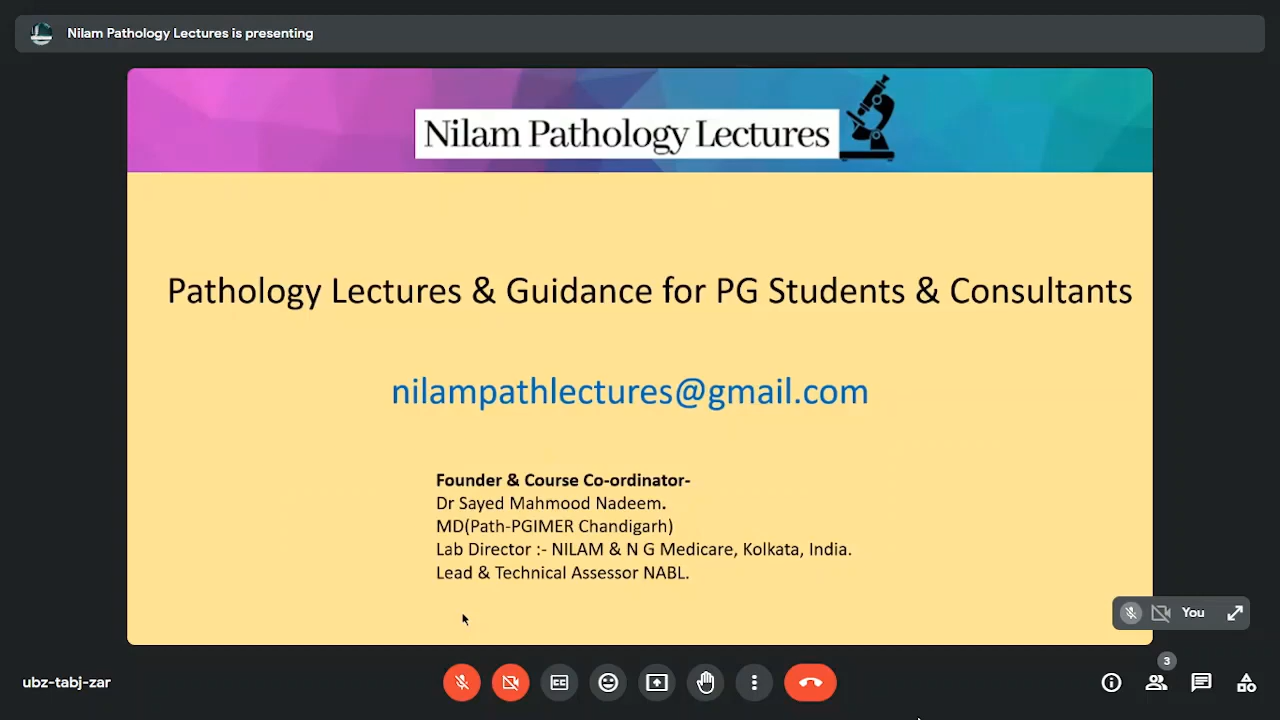 Nilam Pathology Lectures is presenting
Nilam Pathology Lectures
Pathology Lectures & Guidance for PG Students & Consultants
nilampathlectures@gmail.com
Founder & Course Co-ordinator-
Dr Sayed Mahmood Nadeem.
MD(Path-PGIMER Chandigarh)
Lab Director :- NILAM & N G Medicare, Kolkata, India.
Lead & Technical Assessor NABL.
You
3
ubz-tabj-zar
CC